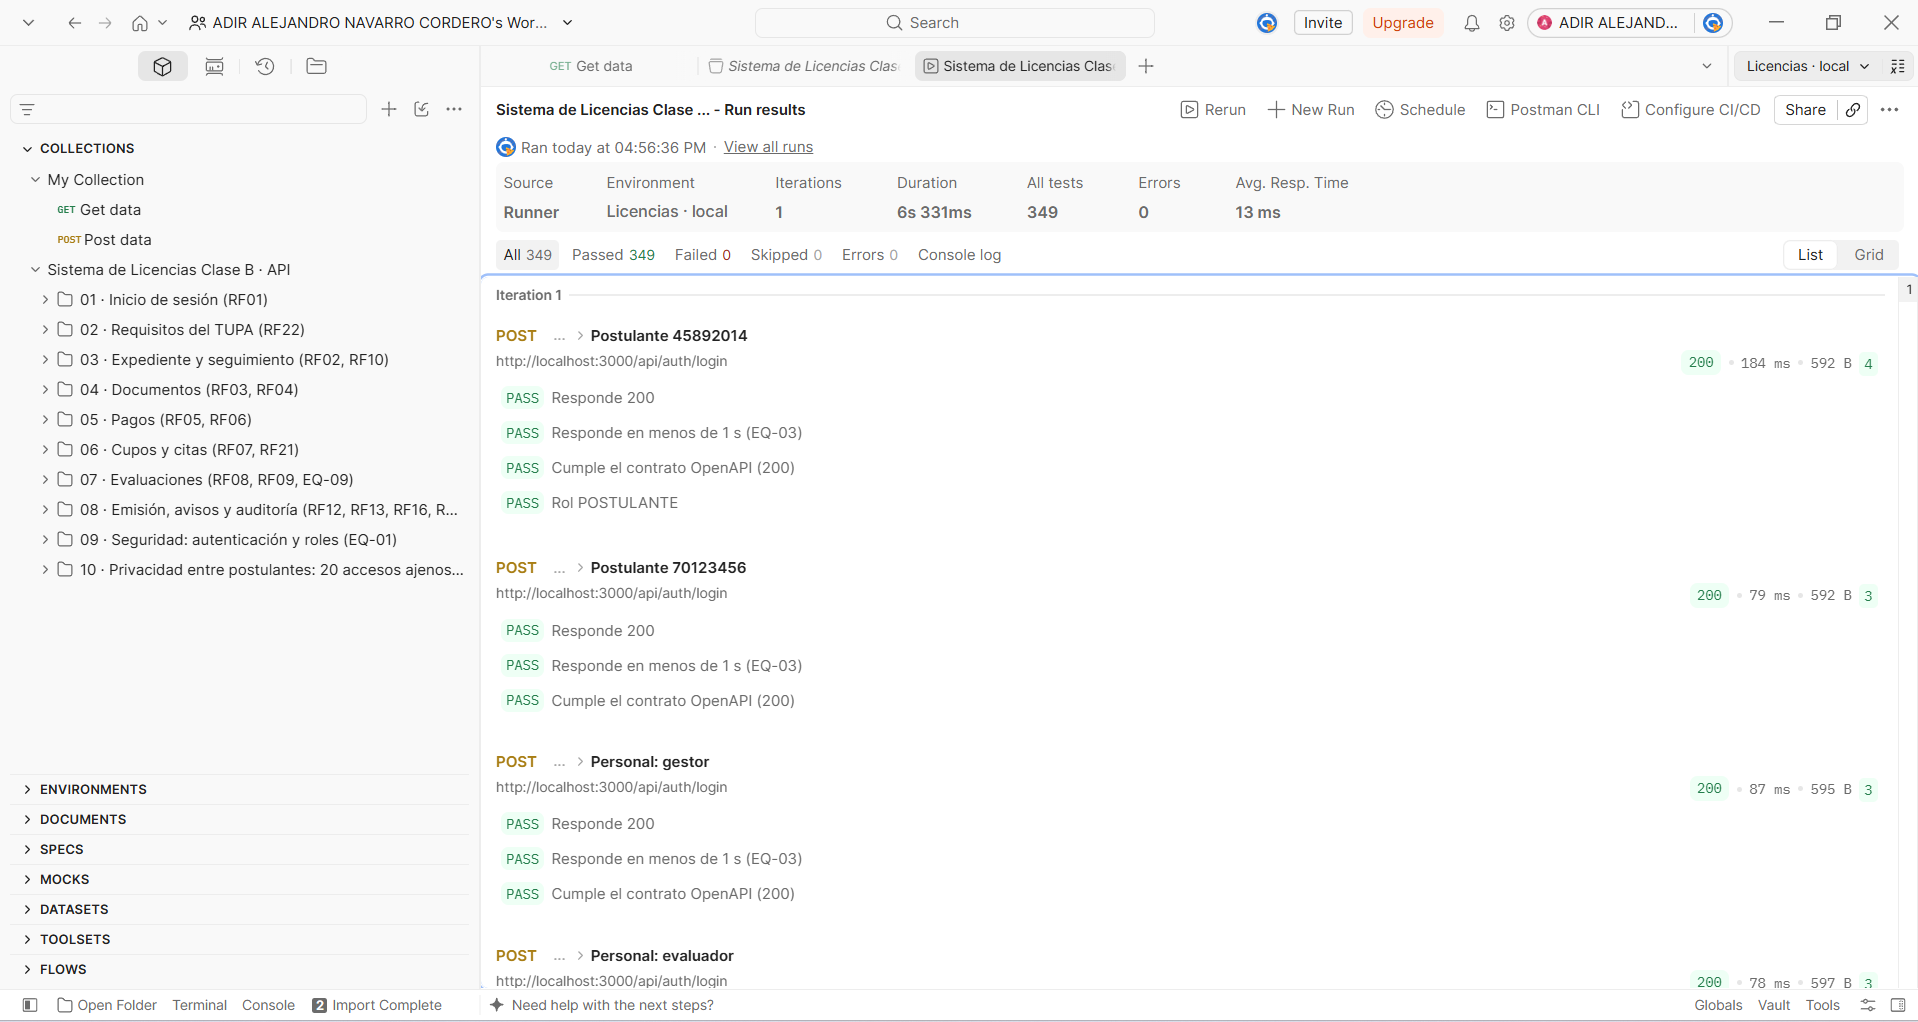 ADIR ALEJANDRO NAVARRO CORDERO's Wor...
Search
Invite
Upgrade
A
ADIR ALEJAND...
GET Get data
Sistema de Licencias Clas
Sistema de Licencias Clas
Licencias · local
COLLECTIONS
My Collection
GET Get data
POST Post data
Sistema de Licencias Clase B · API
01 · Inicio de sesión (RF01)
02 · Requisitos del TUPA (RF22)
03 · Expediente y seguimiento (RF02, RF10)
04 · Documentos (RF03, RF04)
05 · Pagos (RF05, RF06)
06 · Cupos y citas (RF07, RF21)
07 · Evaluaciones (RF08, RF09, EQ-09)
08 · Emisión, avisos y auditoría (RF12, RF13, RF16, R...
09 · Seguridad: autenticación y roles (EQ-01)
10 · Privacidad entre postulantes: 20 accesos ajenos...
ENVIRONMENTS
DOCUMENTS
SPECS
MOCKS
DATASETS
TOOLSETS
FLOWS
Sistema de Licencias Clase ... - Run results
Rerun
New Run
Schedule
Postman CLI
Configure CI/CD
Share
Ran today at 04:56:36 PM · View all runs
Source Environment Iterations Duration All tests Errors Avg. Resp. Time
Runner Licencias · local 1 6s 331ms 349 0 13 ms
All 349 Passed 349 Failed 0 Skipped 0 Errors 0 Console log
List Grid
Iteration 1
1
POST ... > Postulante 45892014
http://localhost:3000/api/auth/login
200 • 184 ms • 592 B 4
PASS Responde 200
PASS Responde en menos de 1 s (EQ-03)
PASS Cumple el contrato OpenAPI (200)
PASS Rol POSTULANTE
POST ... > Postulante 70123456
http://localhost:3000/api/auth/login
200 • 79 ms • 592 B 3
PASS Responde 200
PASS Responde en menos de 1 s (EQ-03)
PASS Cumple el contrato OpenAPI (200)
POST ... > Personal: gestor
http://localhost:3000/api/auth/login
200 • 87 ms • 595 B 3
PASS Responde 200
PASS Responde en menos de 1 s (EQ-03)
PASS Cumple el contrato OpenAPI (200)
POST ... > Personal: evaluador
http://localhost:3000/api/auth/login
200 • 78 ms • 597 B 3
Open Folder Terminal Console 2 Import Complete
Need help with the next steps?
Globals Vault Tools